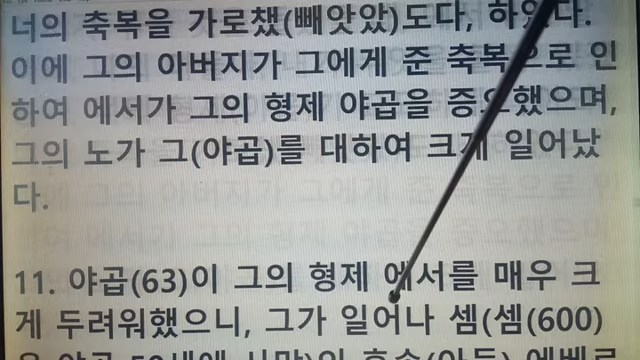 너의 축복을 가로챘(빼앗았)도다, 하였다.
이에 그의 아버지가 그에게 준 축복으로 인
하여 에서가 그의 형제 야곱을 증오했으며,
그의 노가 그(야곱)를 대하여 크게 일어났
다.
11. 야곱(63)이 그의 형제 에서를 매우 크
게 두려워했으니, 그가 일어나 셈(셈(600)